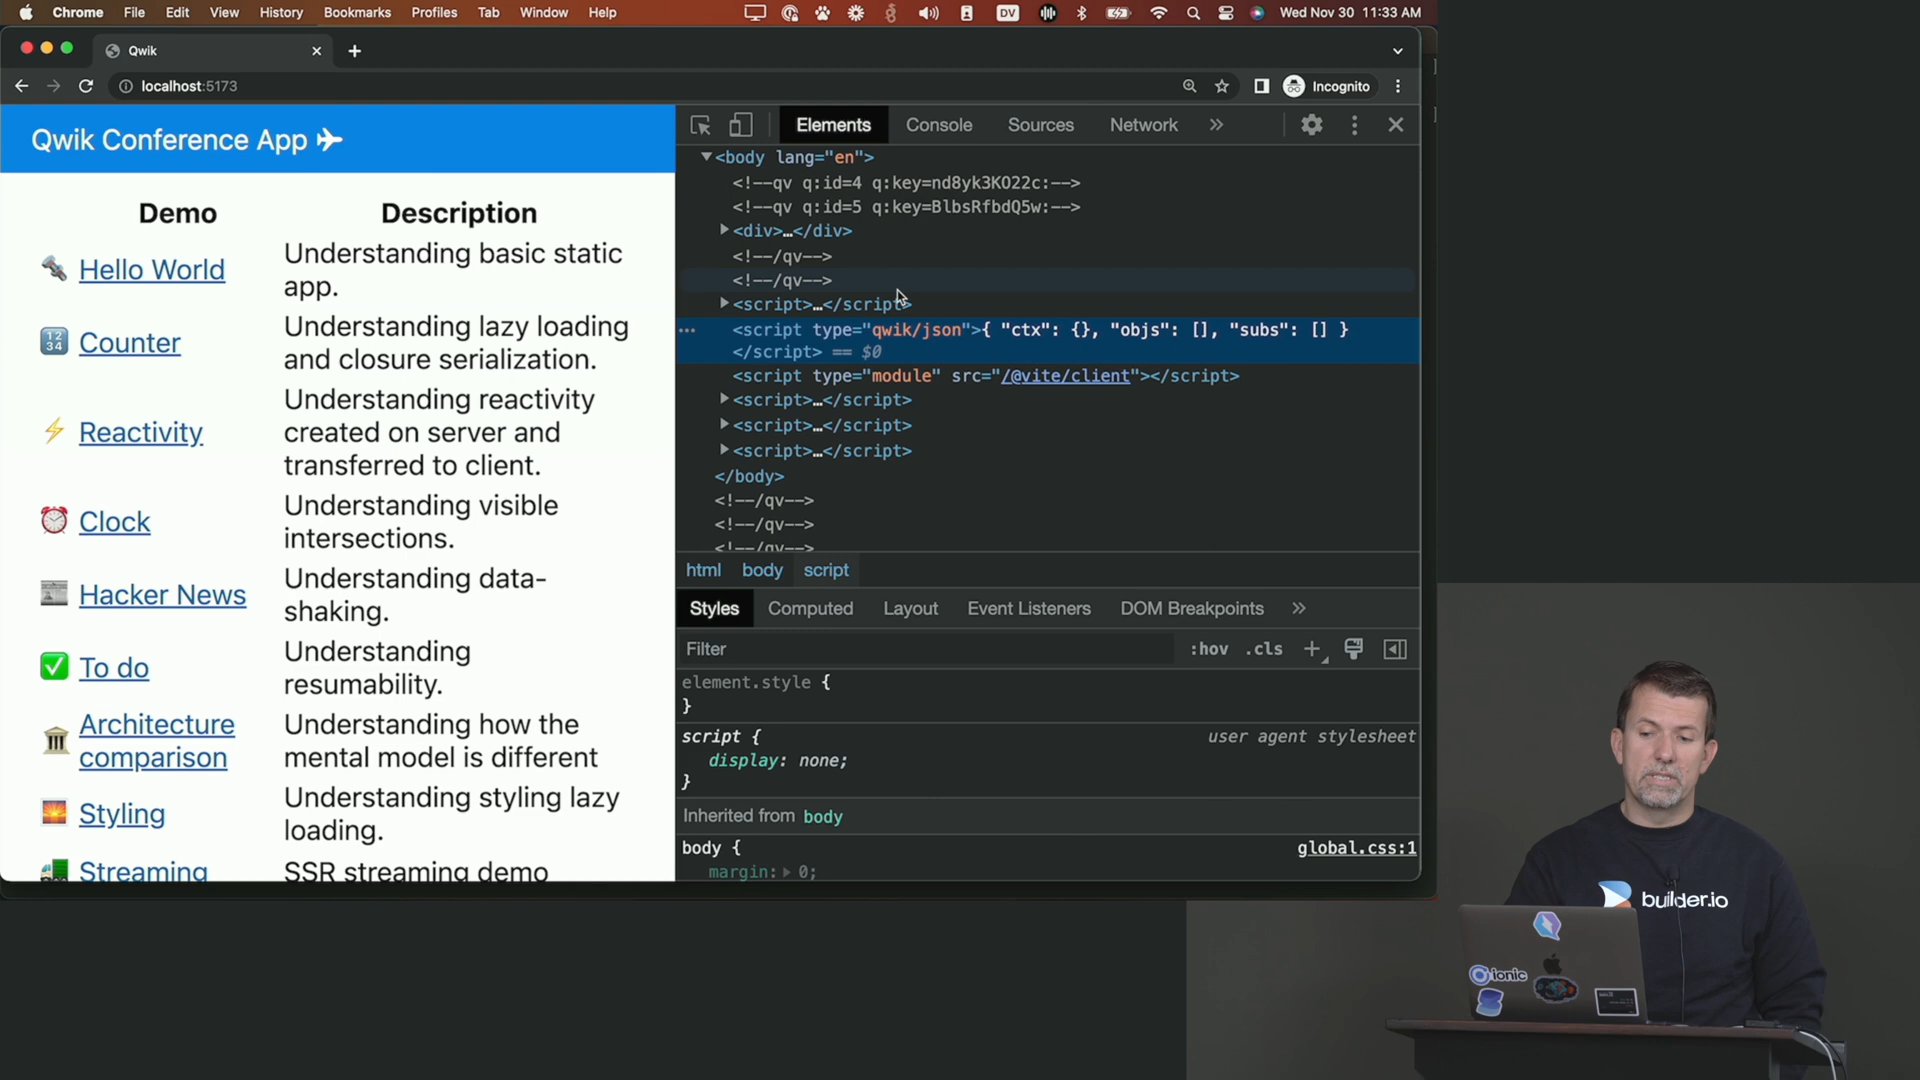 Chrome File Edit View History Bookmarks Profiles Tab Window Help DV Wed Nov 30 11:33 AM
Qwik
localhost:5173 Incognito
Qwik Conference App
Demo Description
Hello World Understanding basic static
app.
1234 Counter Understanding lazy loading
and closure serialization.
Reactivity Understanding reactivity
created on server and
transferred to client.
Clock Understanding visible
intersections.
Hacker News Understanding data-
shaking.
To do Understanding
resumability.
Architecture Understanding how the
comparison mental model is different
Styling Understanding styling lazy
loading.
Streaming SSR streaming demo
Elements Console Sources Network »
<body lang="en">
<!--qv q:id=4 q:key=nd8yk3KO22c:-->
<!--qv q:id=5 q:key=BlbsRfbdQ5w:-->
<div>…</div>
<!--/qv-->
<!--/qv-->
<script>…</script>
<script type="qwik/json">{ "ctx": {}, "objs": [], "subs": [] }
</script> == $0
<script type="module" src="/@vite/client"></script>
<script>…</script>
<script>…</script>
<script>…</script>
</body>
<!--/qv-->
<!--/qv-->
<!--/qv-->
html body script
Styles Computed Layout Event Listeners DOM Breakpoints »
Filter :hov .cls
element.style {
}
script { user agent stylesheet
display: none;
}
Inherited from body
body { global.css:1
margin: 0;
builder.io
ionic